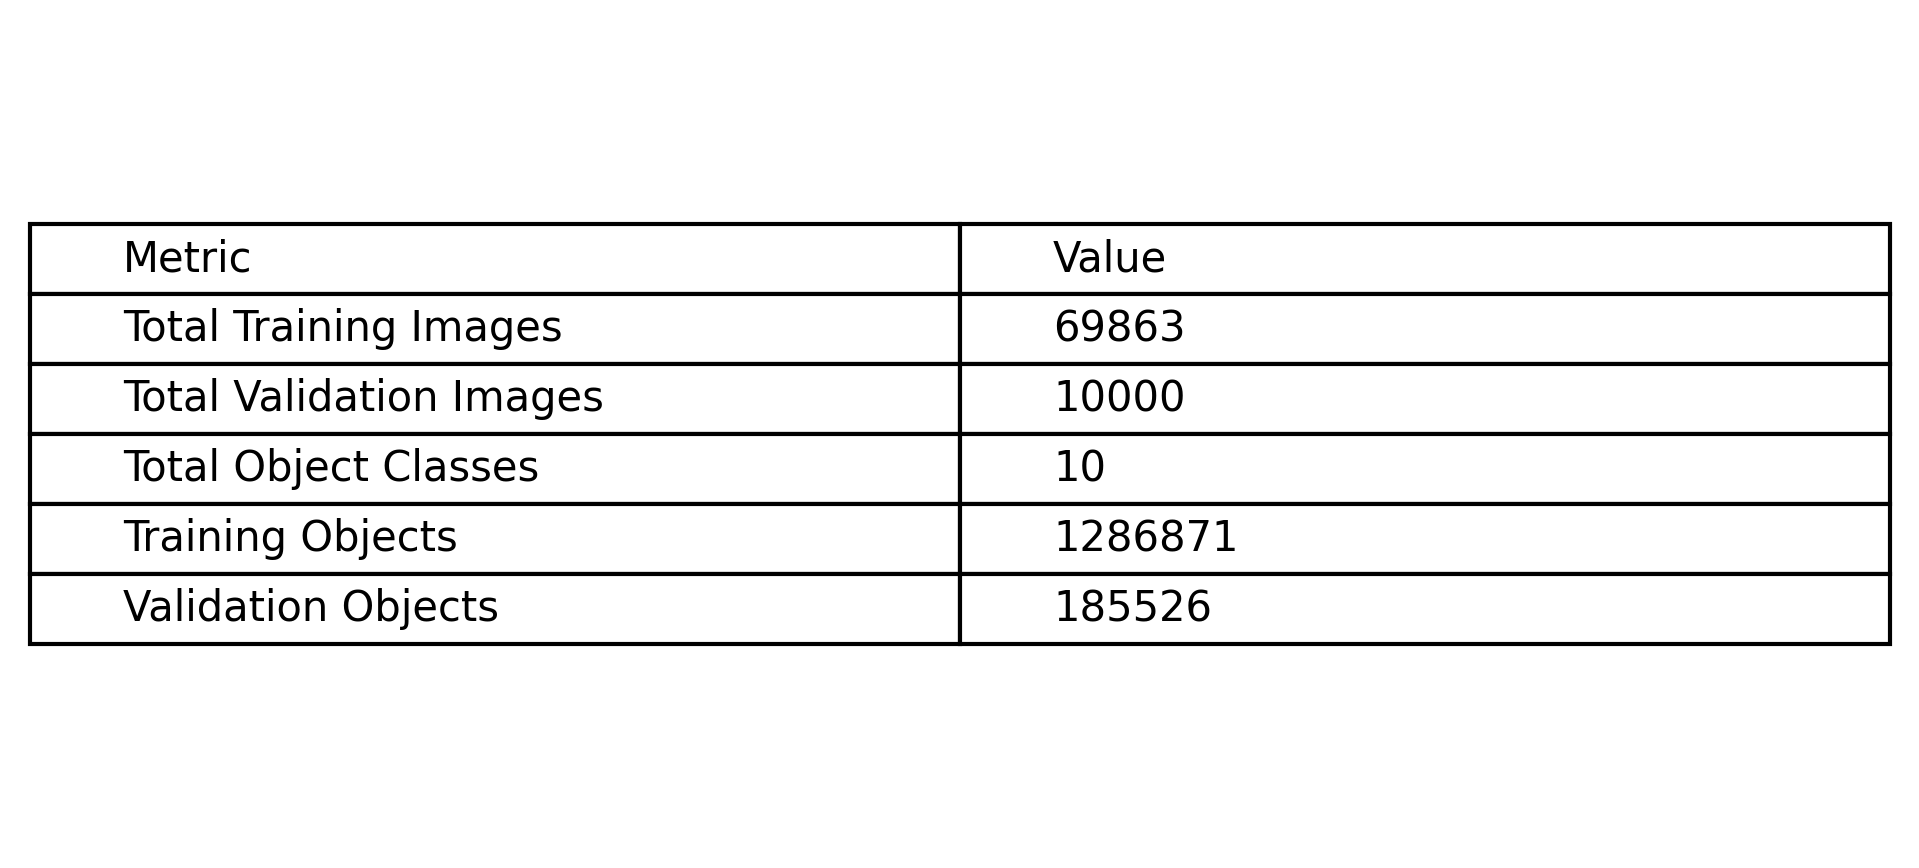 Metric Value
Total Training Images 69863
Total Validation Images 10000
Total Object Classes 10
Training Objects 1286871
Validation Objects 185526